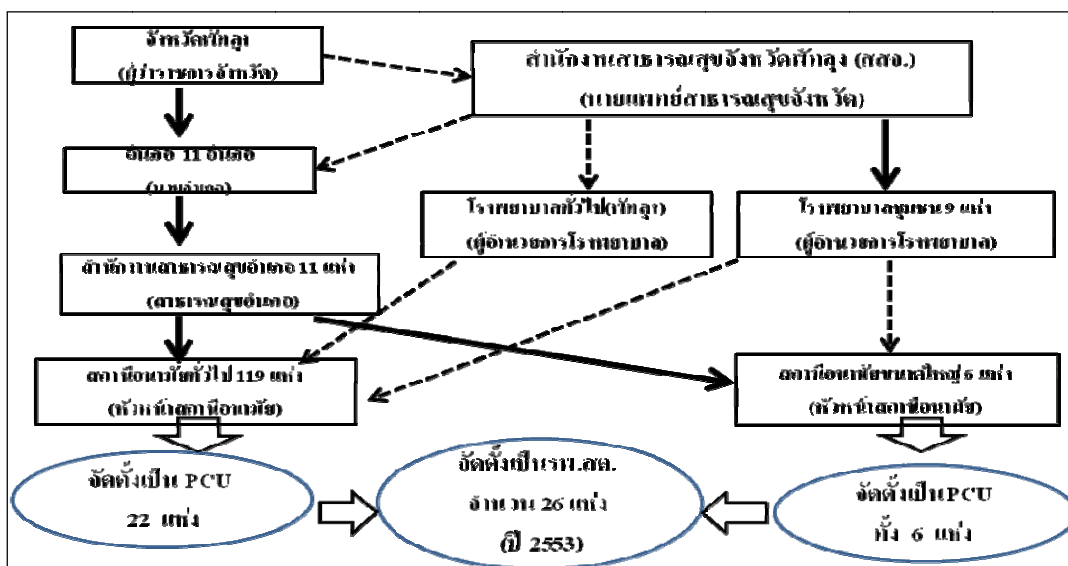 จังหวัดพัทลุง
(ผู้ว่าราชการจังหวัด)
สำนักงานสาธารณสุขจังหวัดพัทลุง (สสจ.)
(นายแพทย์สาธารณสุขจังหวัด)
อำเภอ 11 อำเภอ
(นายอำเภอ)
โรงพยาบาลทั่วไป(พัทลุง)
(ผู้อำนวยการโรงพยาบาล)
โรงพยาบาลชุมชน 9 แห่ง
(ผู้อำนวยการโรงพยาบาล)
สำนักงานสาธารณสุขอำเภอ 11 แห่ง
(สาธารณสุขอำเภอ)
สถานีอนามัยทั่วไป 119 แห่ง
(หัวหน้าสถานีอนามัย)
สถานีอนามัยขนาดใหญ่ 6 แห่ง
(หัวหน้าสถานีอนามัย)
จัดตั้งเป็น PCU
22 แห่ง
จัดตั้งเป็นรพ.สต.
จำนวน 26 แห่ง
(ปี 2553)
จัดตั้งเป็น PCU
ทั้ง 6 แห่ง